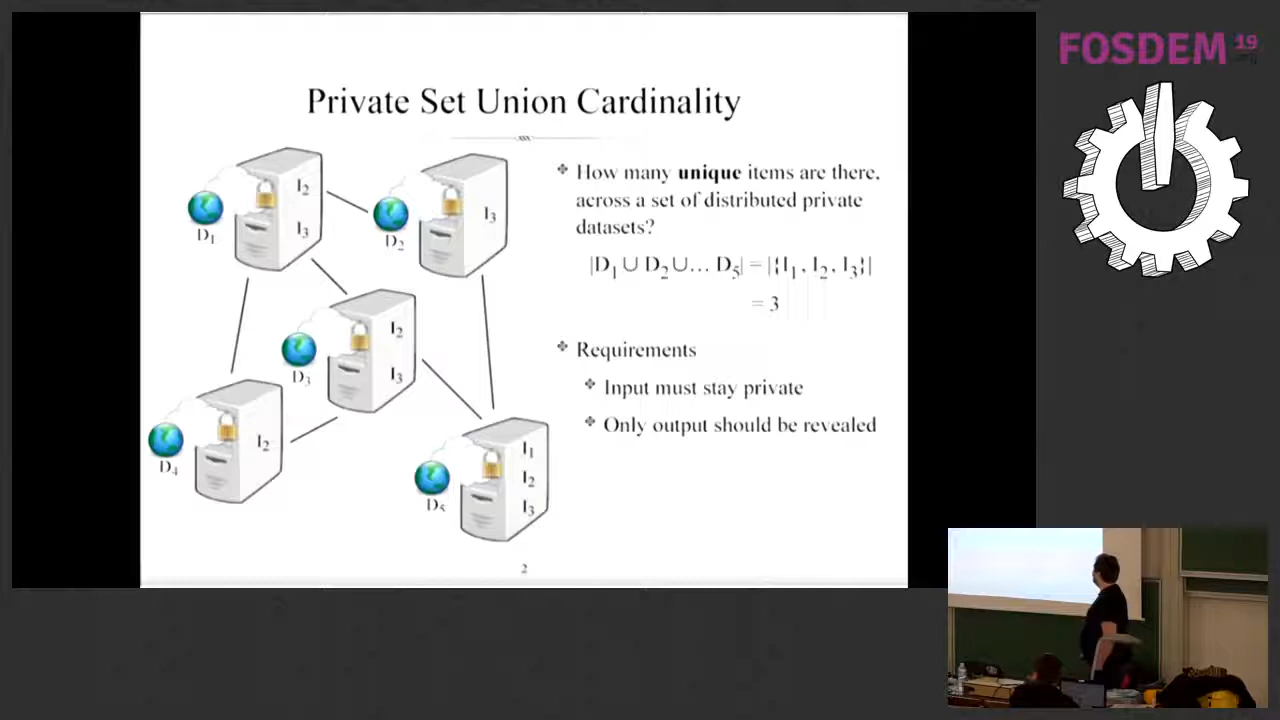 FOSDEM 19
.org
Private Set Union Cardinality
I2
I3
D1
I3
D2
I2
I3
D3
I2
D4
I1
I2
I3
D5
❖ How many unique items are there,
across a set of distributed private
datasets?
|D1 ∪ D2 ∪… D5| = |{I1, I2, I3}|
= 3
❖ Requirements
❖ Input must stay private
❖ Only output should be revealed
2